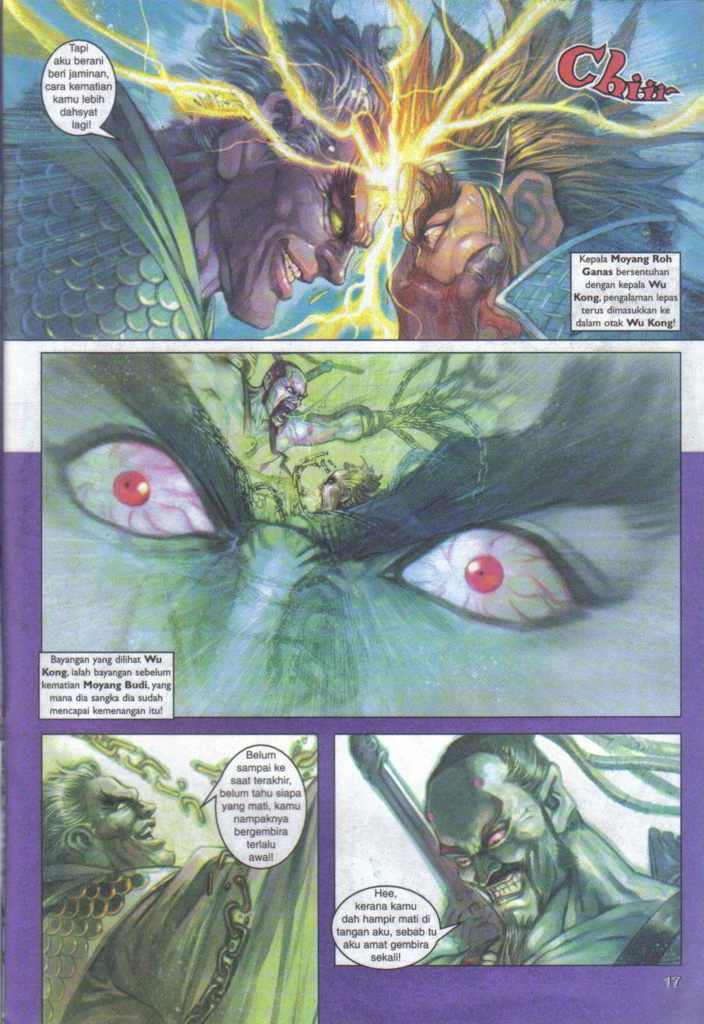 Tapi
aku berani
beri jaminan,
cara kematian
kamu lebih
dahsyat
lagi!
Chiir
Kepala Moyang Roh
Ganas bersentuhan
dengan kepala Wu
Kong, pengalaman lepas
terus dimasukkan ke
dalam otak Wu Kong!
Bayangan yang dilihat Wu
Kong, ialah bayangan sebelum
kematian Moyang Budi, yang
mana dia sangka dia sudah
mencapai kemenangan itu!
Belum
sampai ke
saat terakhir,
belum tahu siapa
yang mati, kamu
nampaknya
bergembira
terlalu
awal!
Hee,
kerana kamu
dah hampir mati di
tangan aku, sebab tu
aku amat gembira
sekali!
17